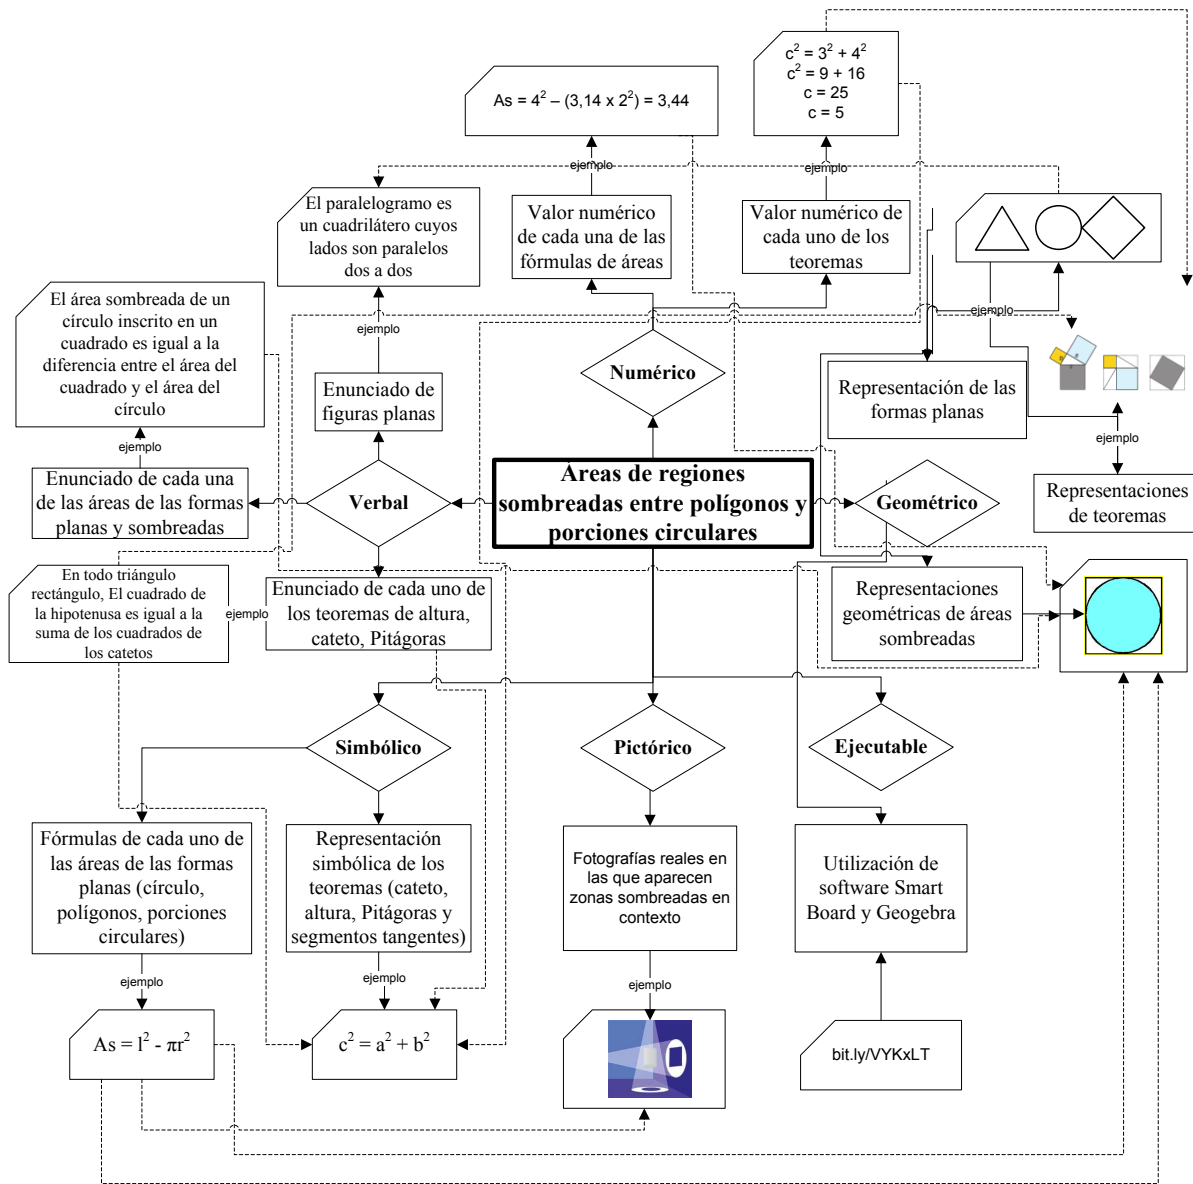 c² = 3² + 4²
c² = 9 + 16
c = 25
c = 5
As = 4² – (3,14 x 2²) = 3,44
ejemplo
ejemplo
El paralelogramo es
un cuadrilátero cuyos
lados son paralelos
dos a dos
Valor numérico
de cada una de las
fórmulas de áreas
Valor numérico de
cada uno de los
teoremas
El área sombreada de un
círculo inscrito en un
cuadrado es igual a la
diferencia entre el área del
cuadrado y el área del
círculo
ejemplo
ejemplo
Numérico
Enunciado de
figuras planas
Representación de las
formas planas
ejemplo
ejemplo
Enunciado de cada una
de las áreas de las formas
planas y sombreadas
Verbal
Areas de regiones
sombreadas entre polígonos y
porciones circulares
Geométrico
Representaciones
de teoremas
En todo triángulo
rectángulo, El cuadrado de
la hipotenusa es igual a la
suma de los cuadrados de
los catetos
ejemplo
Enunciado de cada uno de
los teoremas de altura,
cateto, Pitágoras
Representaciones
geométricas de áreas
sombreadas
Simbólico
Pictórico
Ejecutable
Fórmulas de cada uno de
las áreas de las formas
planas (círculo,
polígonos, porciones
circulares)
Representación
simbólica de los
teoremas (cateto,
altura, Pitágoras y
segmentos tangentes)
Fotografías reales en
las que aparecen
zonas sombreadas en
contexto
Utilización de
software Smart
Board y Geogebra
ejemplo
ejemplo
ejemplo
As = l² - πr²
c² = a² + b²
bit.ly/VYKxLT